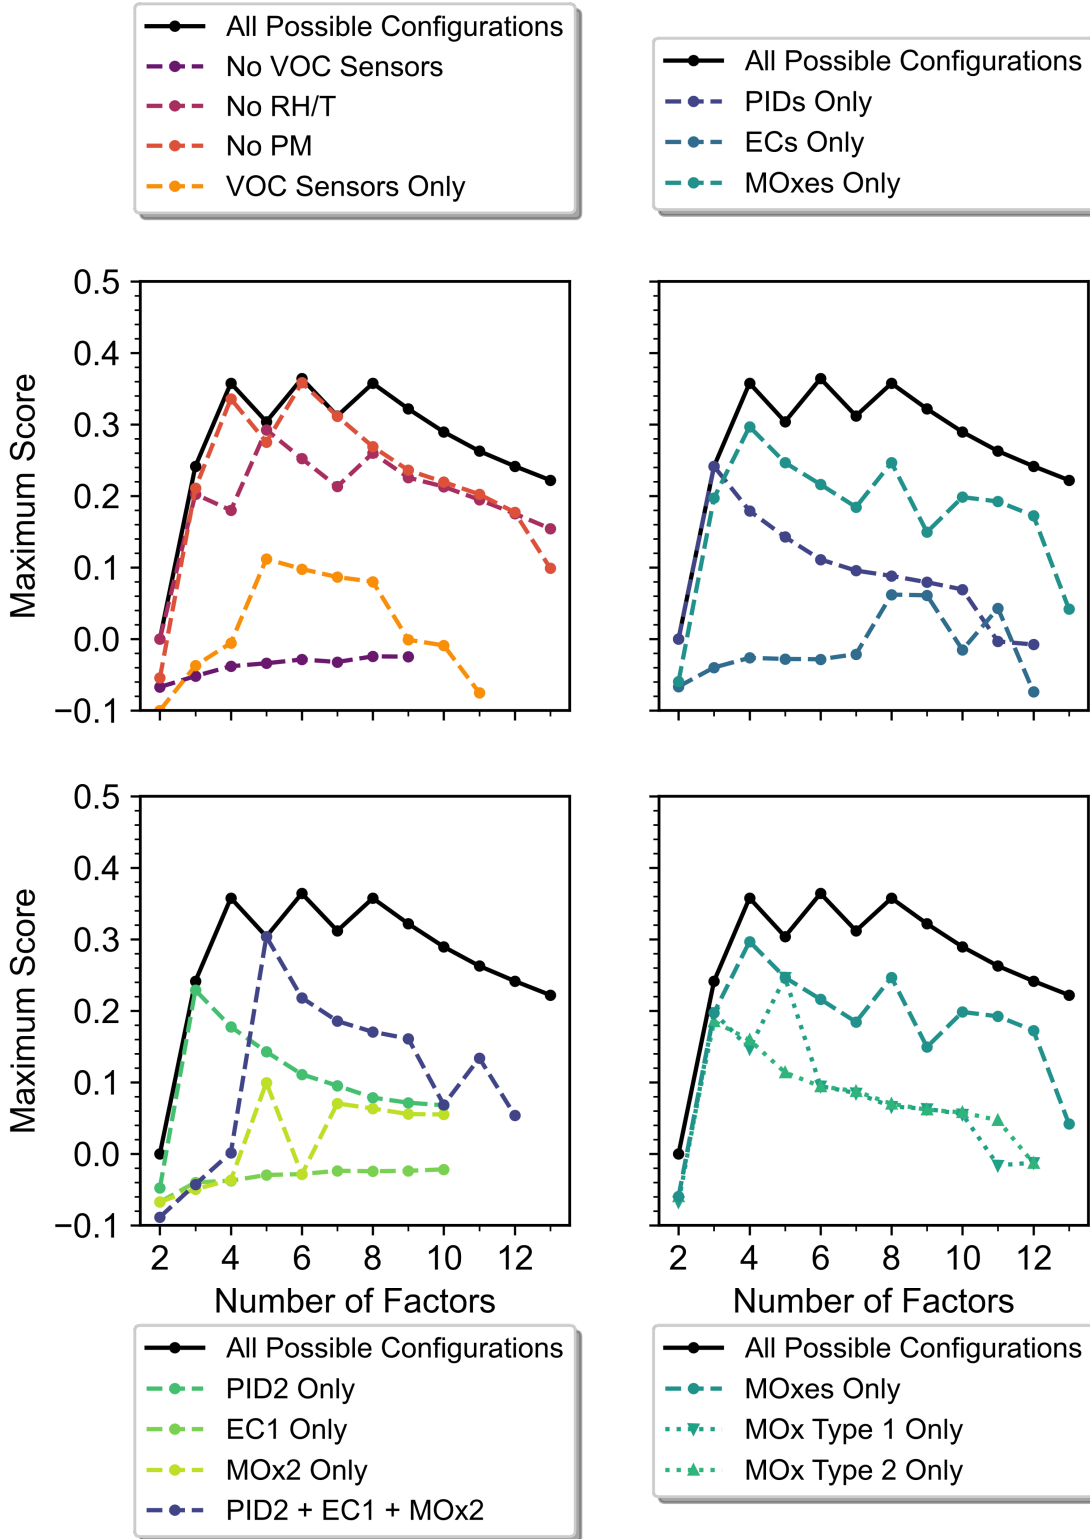 All Possible Configurations
No VOC Sensors
No RH/T
No PM
VOC Sensors Only
All Possible Configurations
PIDs Only
ECs Only
MOxes Only
0.5
0.4
0.3
0.2
0.1
0.0
−0.1
Maximum Score
0.5
0.4
0.3
0.2
0.1
0.0
−0.1
Maximum Score
2 4 6 8 10 12
Number of Factors
2 4 6 8 10 12
Number of Factors
All Possible Configurations
PID2 Only
EC1 Only
MOx2 Only
PID2 + EC1 + MOx2
All Possible Configurations
MOxes Only
MOx Type 1 Only
MOx Type 2 Only